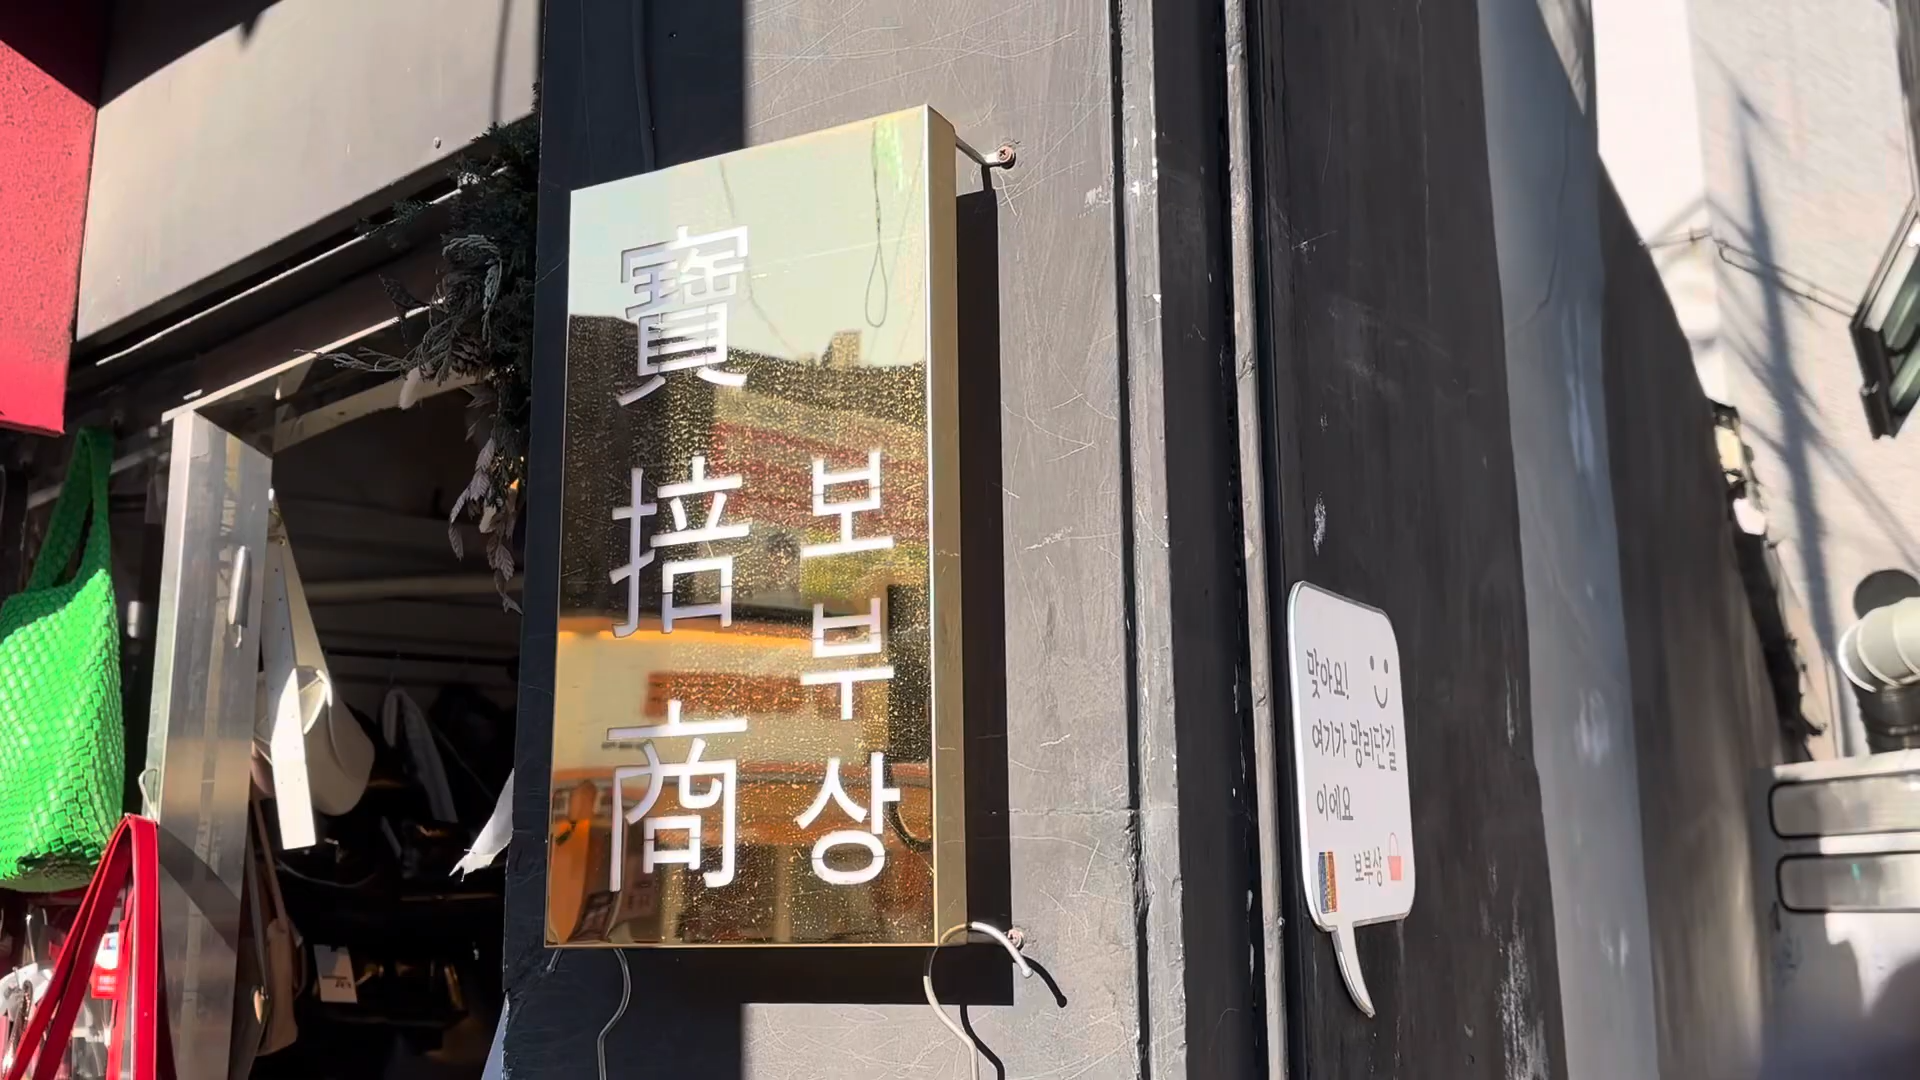 寶掊商
보부상
맞아요!
여기가 망리단길
이에요
보부상